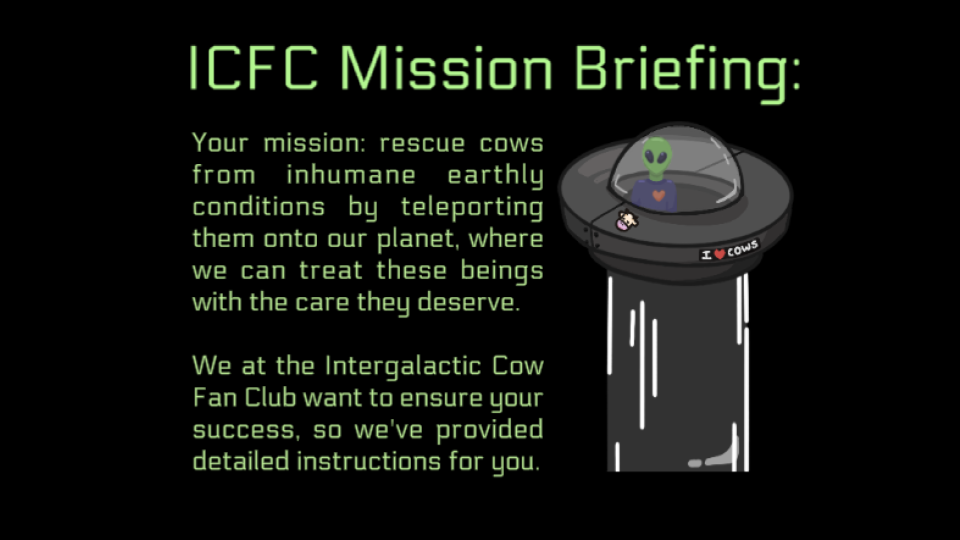 ICFC Mission Briefing:
Your mission: rescue cows
from inhumane earthly
conditions by teleporting
them onto our planet, where
we can treat these beings
with the care they deserve.
We at the Intergalactic Cow
Fan Club want to ensure your
success, so we've provided
detailed instructions for you.
I ❤ COWS